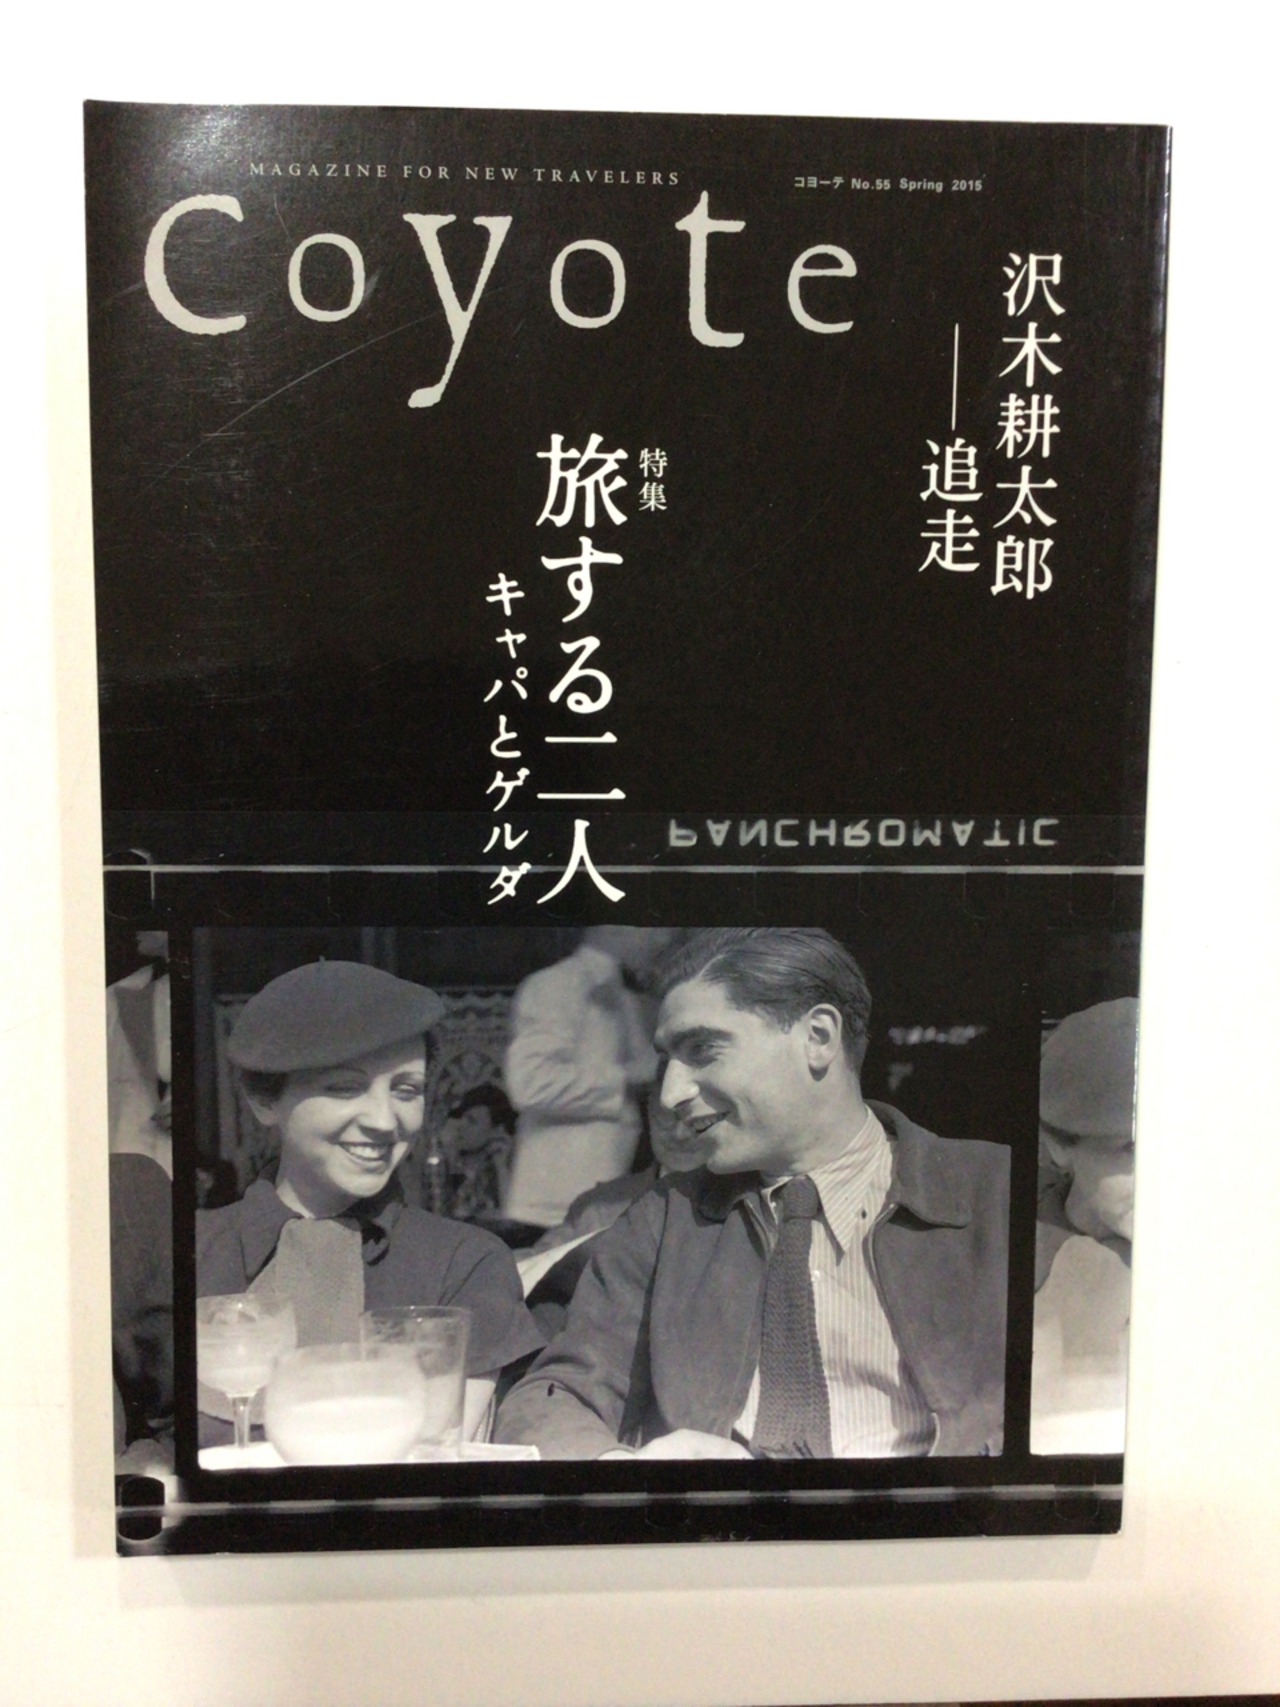 MAGAZINE FOR NEW TRAVELERS
コヨーテ No.55 Spring 2015
Coyote
沢木耕太郎
——追走
特集
旅する二人
キャパとゲルダ
PANCHROMATIC